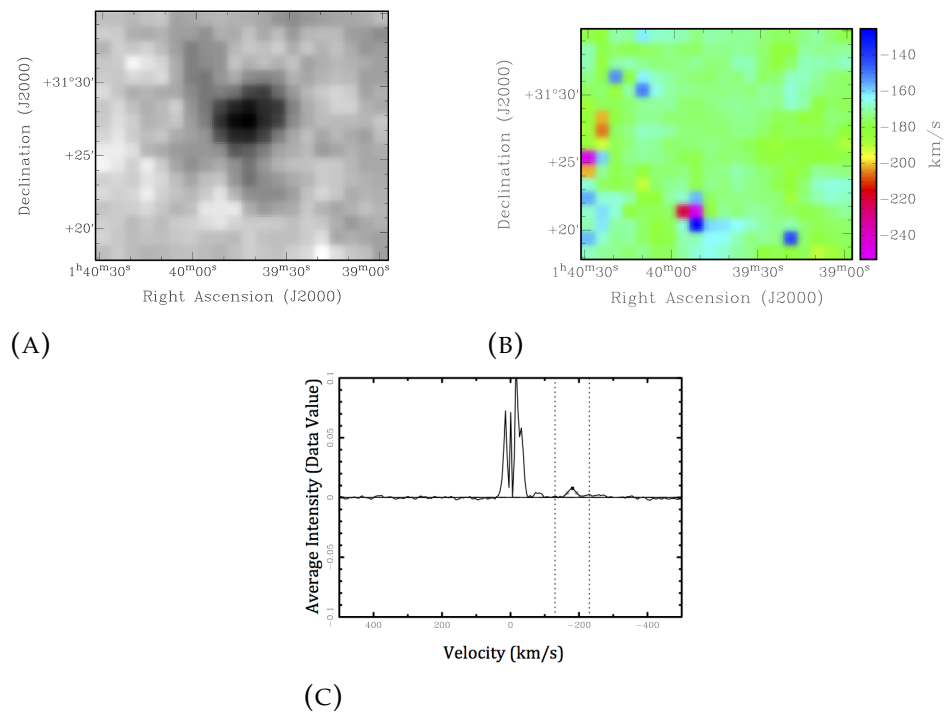 +31°30′
+25′
+20′
1ʰ40ᵐ30ˢ 40ᵐ00ˢ 39ᵐ30ˢ 39ᵐ00ˢ
Right Ascension (J2000)
Declination (J2000)
(A)
+31°30′
+25′
+20′
1ʰ40ᵐ30ˢ 40ᵐ00ˢ 39ᵐ30ˢ 39ᵐ00ˢ
Right Ascension (J2000)
Declination (J2000)
−140
−160
−180
−200
−220
−240
km/s
(B)
0.1
0.05
0
−0.05
−0.1
Average Intensity (Data Value)
400 200 0 −200 −400
Velocity (km/s)
(C)